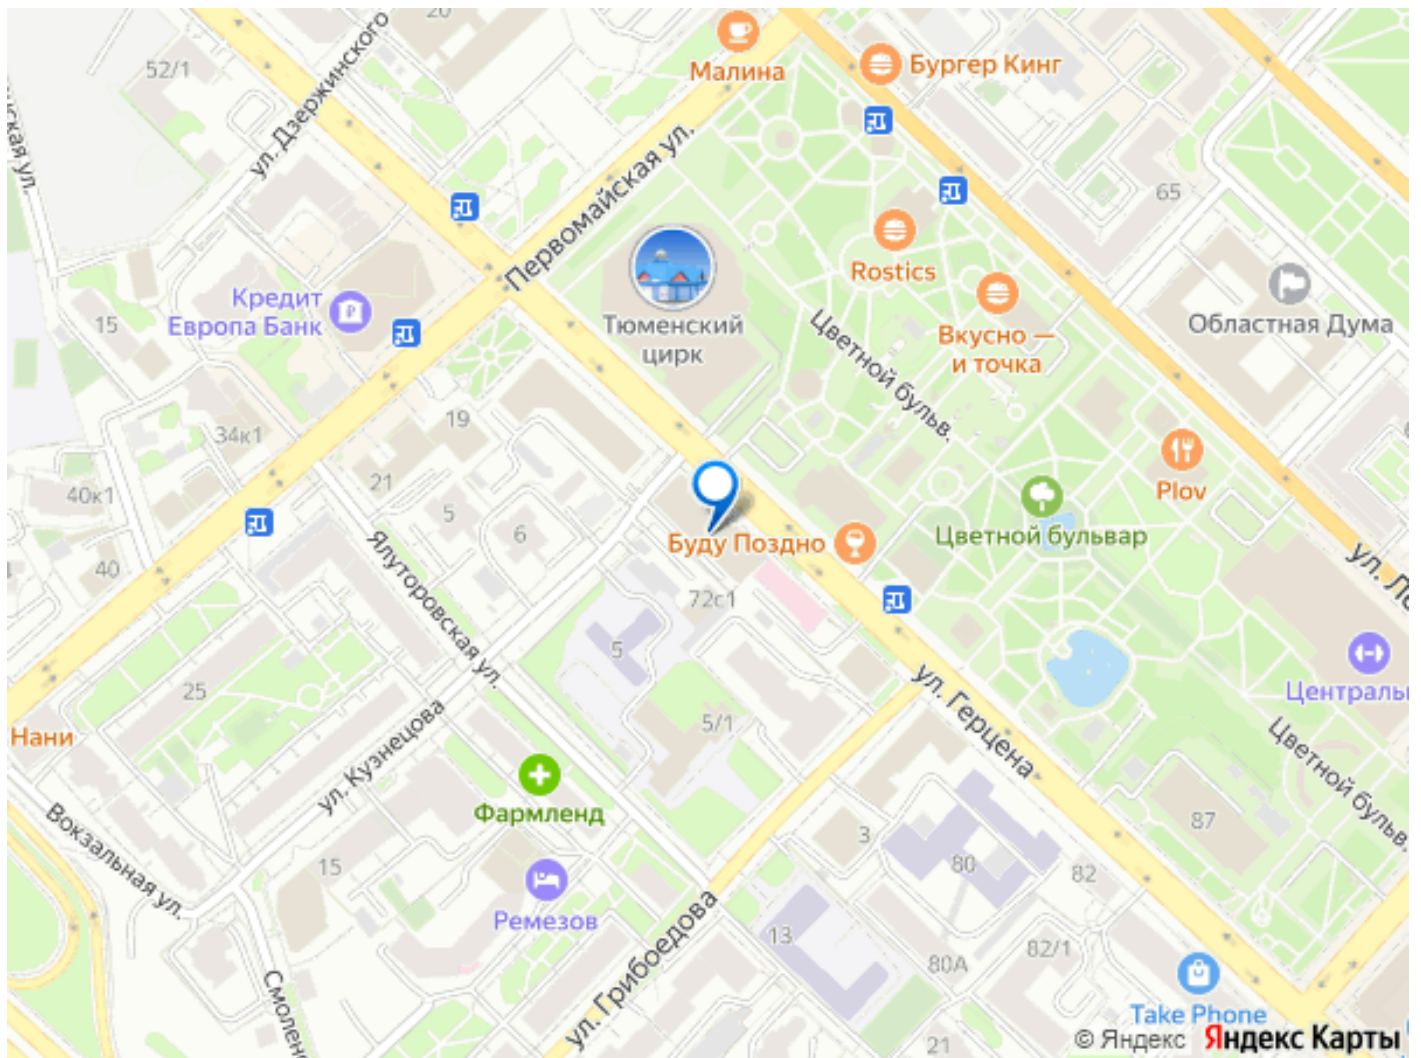 20
52/1
ул. Дзержинского
Малина
Бургер Кинг
Первомайская ул.
65
Rostics
Кредит
Европа Банк
15
Тюменский
цирк
Цветной бульв.
Вкусно —
и точка
Областная Дума
19
34к1
21
40к1
5
6
Plov
Цветной бульвар
Буду Поздно
40
Ялуторовская ул.
72с1
5
25
5/1
ул. Герцена
Нани
ул. Кузнецова
Цветной бульв.
Фармленд
Вокзальная ул.
15
3
80
82
87
Ремезов
ул. Грибоедова
13
80А
82/1
21
Take Phone
© Яндекс Яндекс Карты